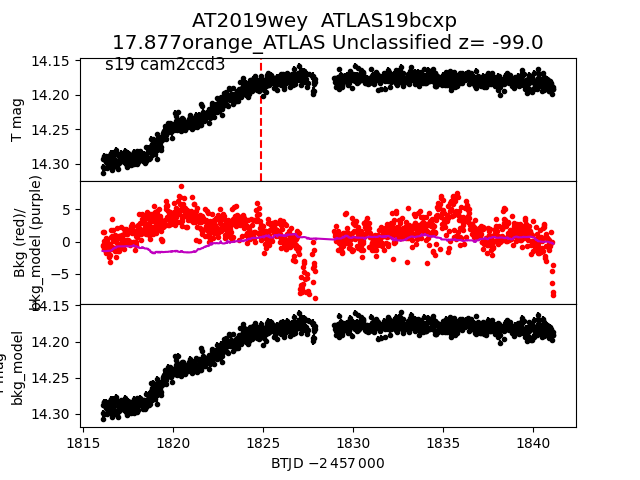 AT2019wey ATLAS19bcxp
17.877orange_ATLAS Unclassified z= -99.0
s19 cam2ccd3
14.15
14.20
14.25
14.30
T mag
5
0
−5
Bkg (red)/
bkg_model (purple)
14.15
14.20
14.25
14.30
mag
bkg_model
1815
1820
1825
1830
1835
1840
BTJD −2 457 000